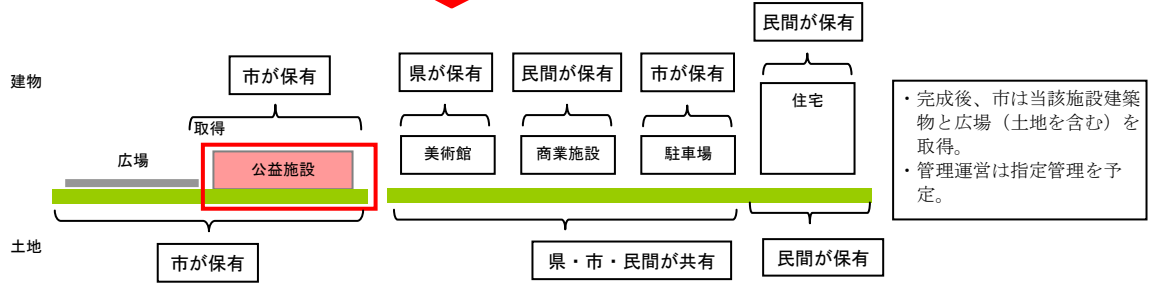 民間が保有
市が保有
県が保有
民間が保有
市が保有
建物
取得
広場
公益施設
美術館
商業施設
駐車場
住宅
・完成後、市は当該施設建築
物と広場（土地を含む）を
取得。
・管理運営は指定管理を予
定。
土地
市が保有
県・市・民間が共有
民間が保有